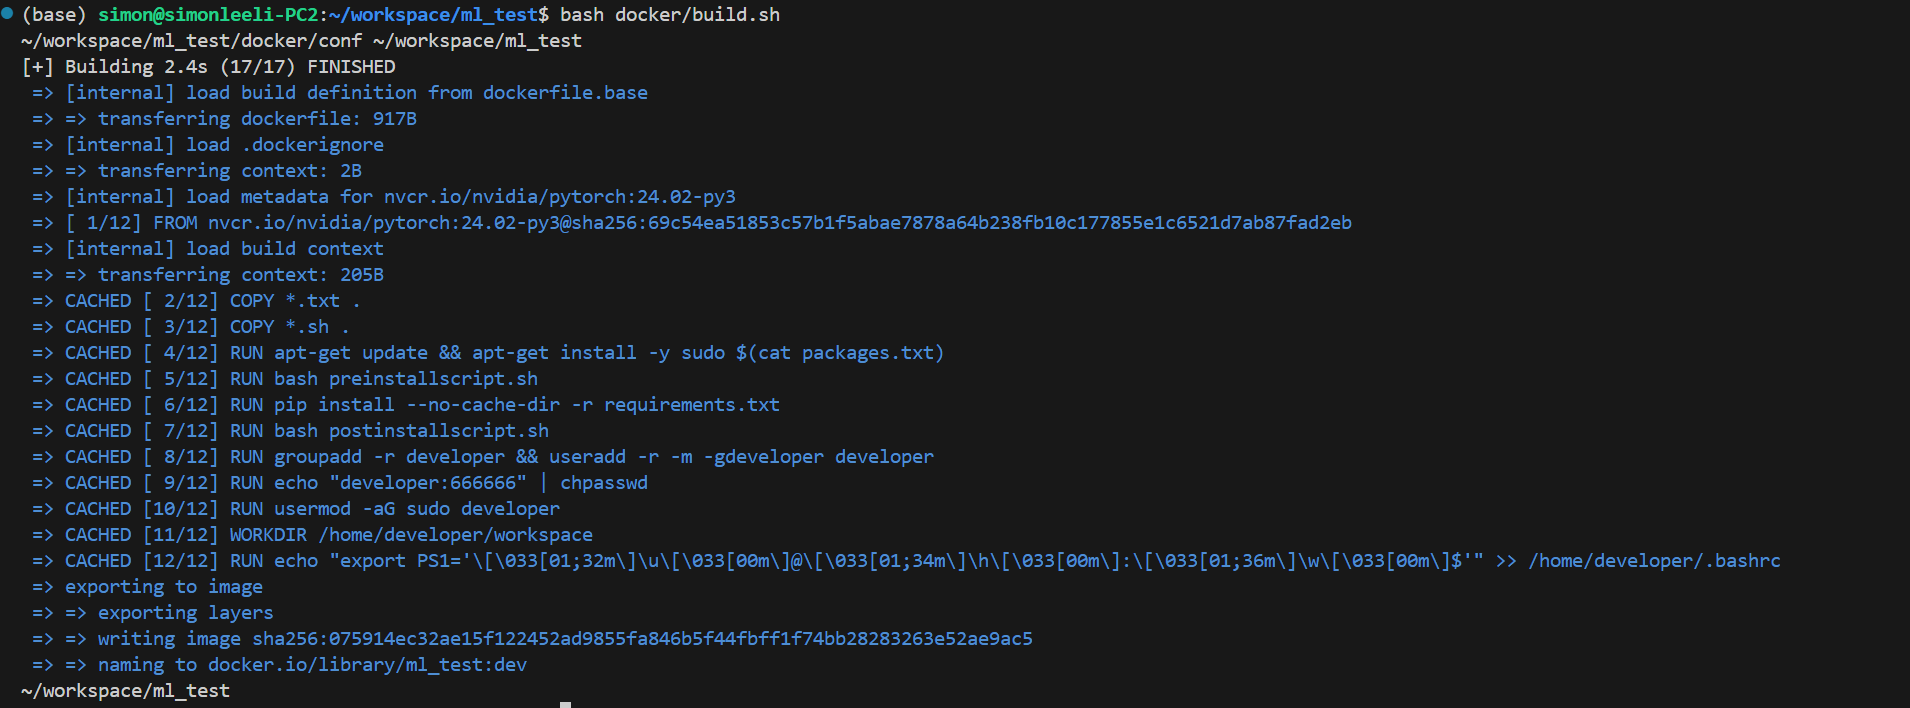 (base) simon@simonleeli-PC2:~/workspace/ml_test$ bash docker/build.sh
~/workspace/ml_test/docker/conf ~/workspace/ml_test
[+] Building 2.4s (17/17) FINISHED
=> [internal] load build definition from dockerfile.base
=> => transferring dockerfile: 917B
=> [internal] load .dockerignore
=> => transferring context: 2B
=> [internal] load metadata for nvcr.io/nvidia/pytorch:24.02-py3
=> [ 1/12] FROM nvcr.io/nvidia/pytorch:24.02-py3@sha256:69c54ea51853c57b1f5abae7878a64b238fb10c177855e1c6521d7ab87fad2eb
=> [internal] load build context
=> => transferring context: 205B
=> CACHED [ 2/12] COPY *.txt .
=> CACHED [ 3/12] COPY *.sh .
=> CACHED [ 4/12] RUN apt-get update && apt-get install -y sudo $(cat packages.txt)
=> CACHED [ 5/12] RUN bash preinstallscript.sh
=> CACHED [ 6/12] RUN pip install --no-cache-dir -r requirements.txt
=> CACHED [ 7/12] RUN bash postinstallscript.sh
=> CACHED [ 8/12] RUN groupadd -r developer && useradd -r -m -gdeveloper developer
=> CACHED [ 9/12] RUN echo "developer:666666" | chpasswd
=> CACHED [10/12] RUN usermod -aG sudo developer
=> CACHED [11/12] WORKDIR /home/developer/workspace
=> CACHED [12/12] RUN echo "export PS1='\[\033[01;32m\]\u\[\033[00m\]@\[\033[01;34m\]\h\[\033[00m\]:\[\033[01;36m\]\w\[\033[00m\]$'" >> /home/developer/.bashrc
=> exporting to image
=> => exporting layers
=> => writing image sha256:075914ec32ae15f122452ad9855fa846b5f44fbff1f74bb28283263e52ae9ac5
=> => naming to docker.io/library/ml_test:dev
~/workspace/ml_test